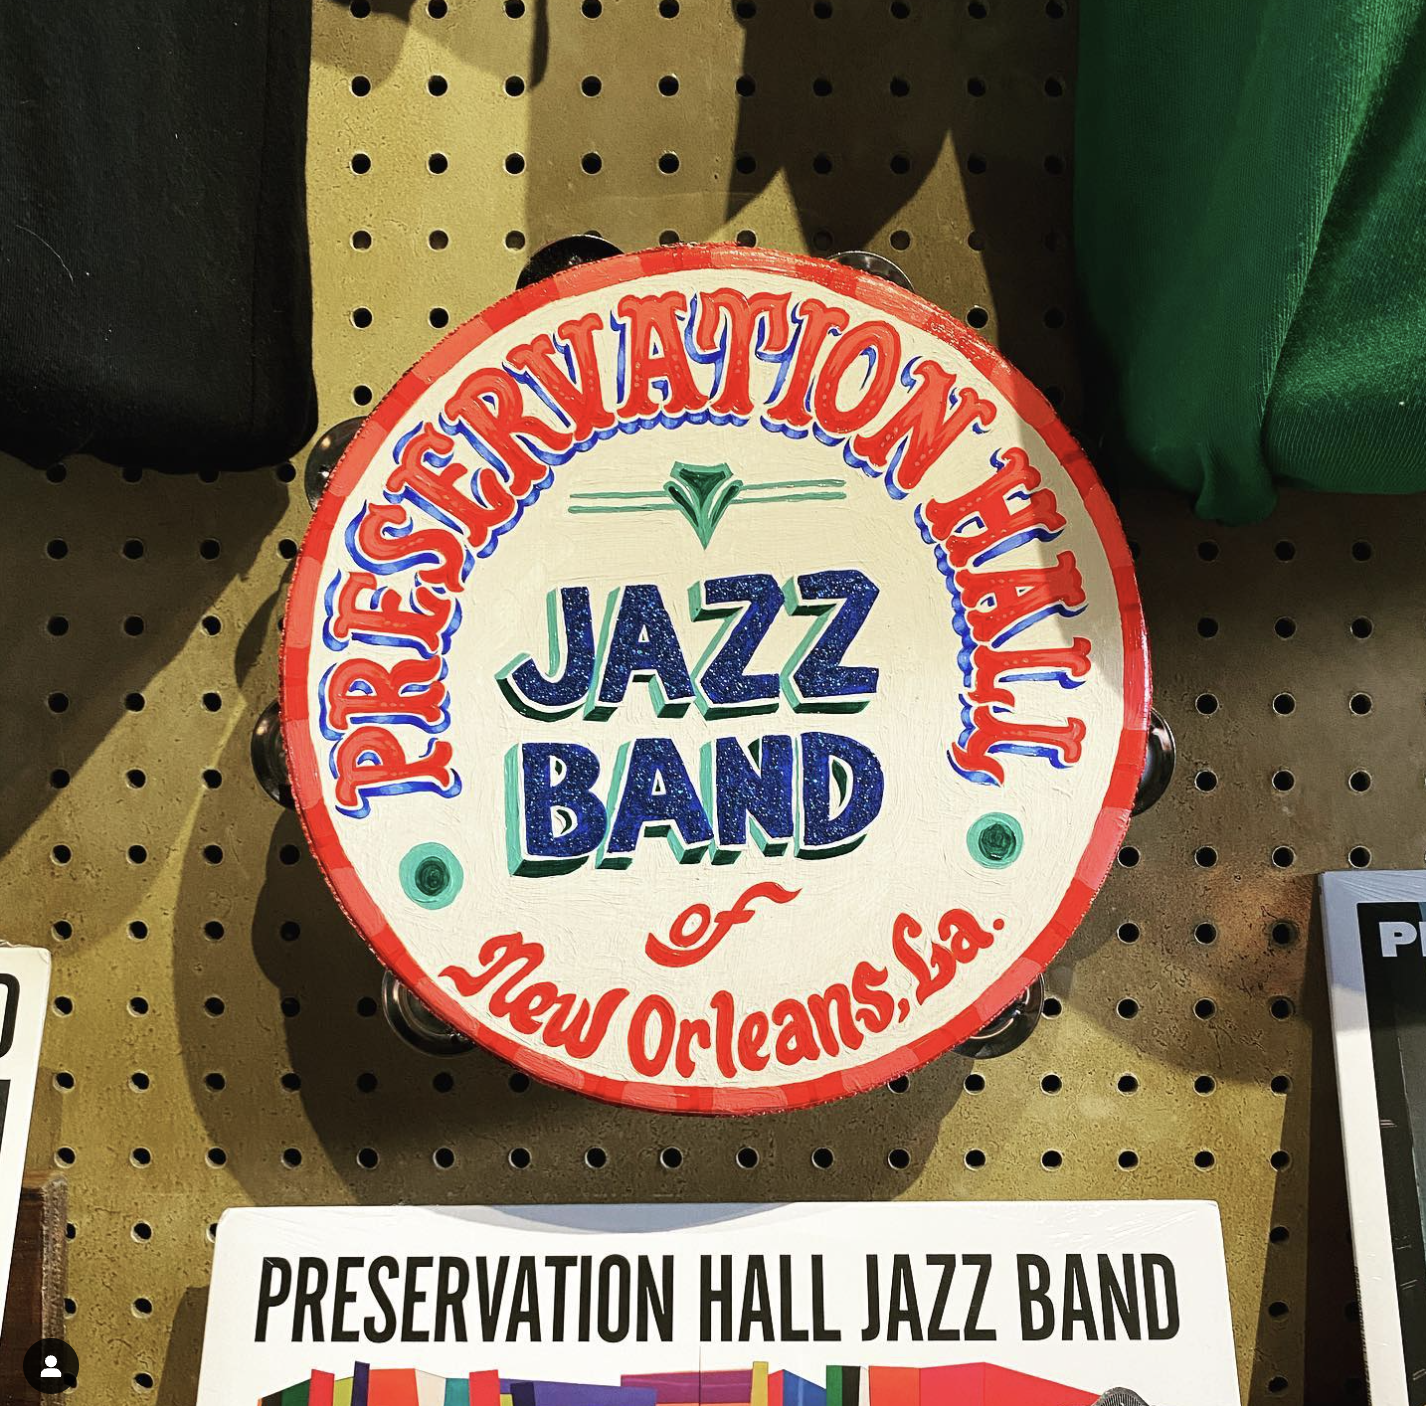 PRESERVATION HALL
JAZZ
BAND
of
New Orleans, La.
PRESERVATION HALL JAZZ BAND